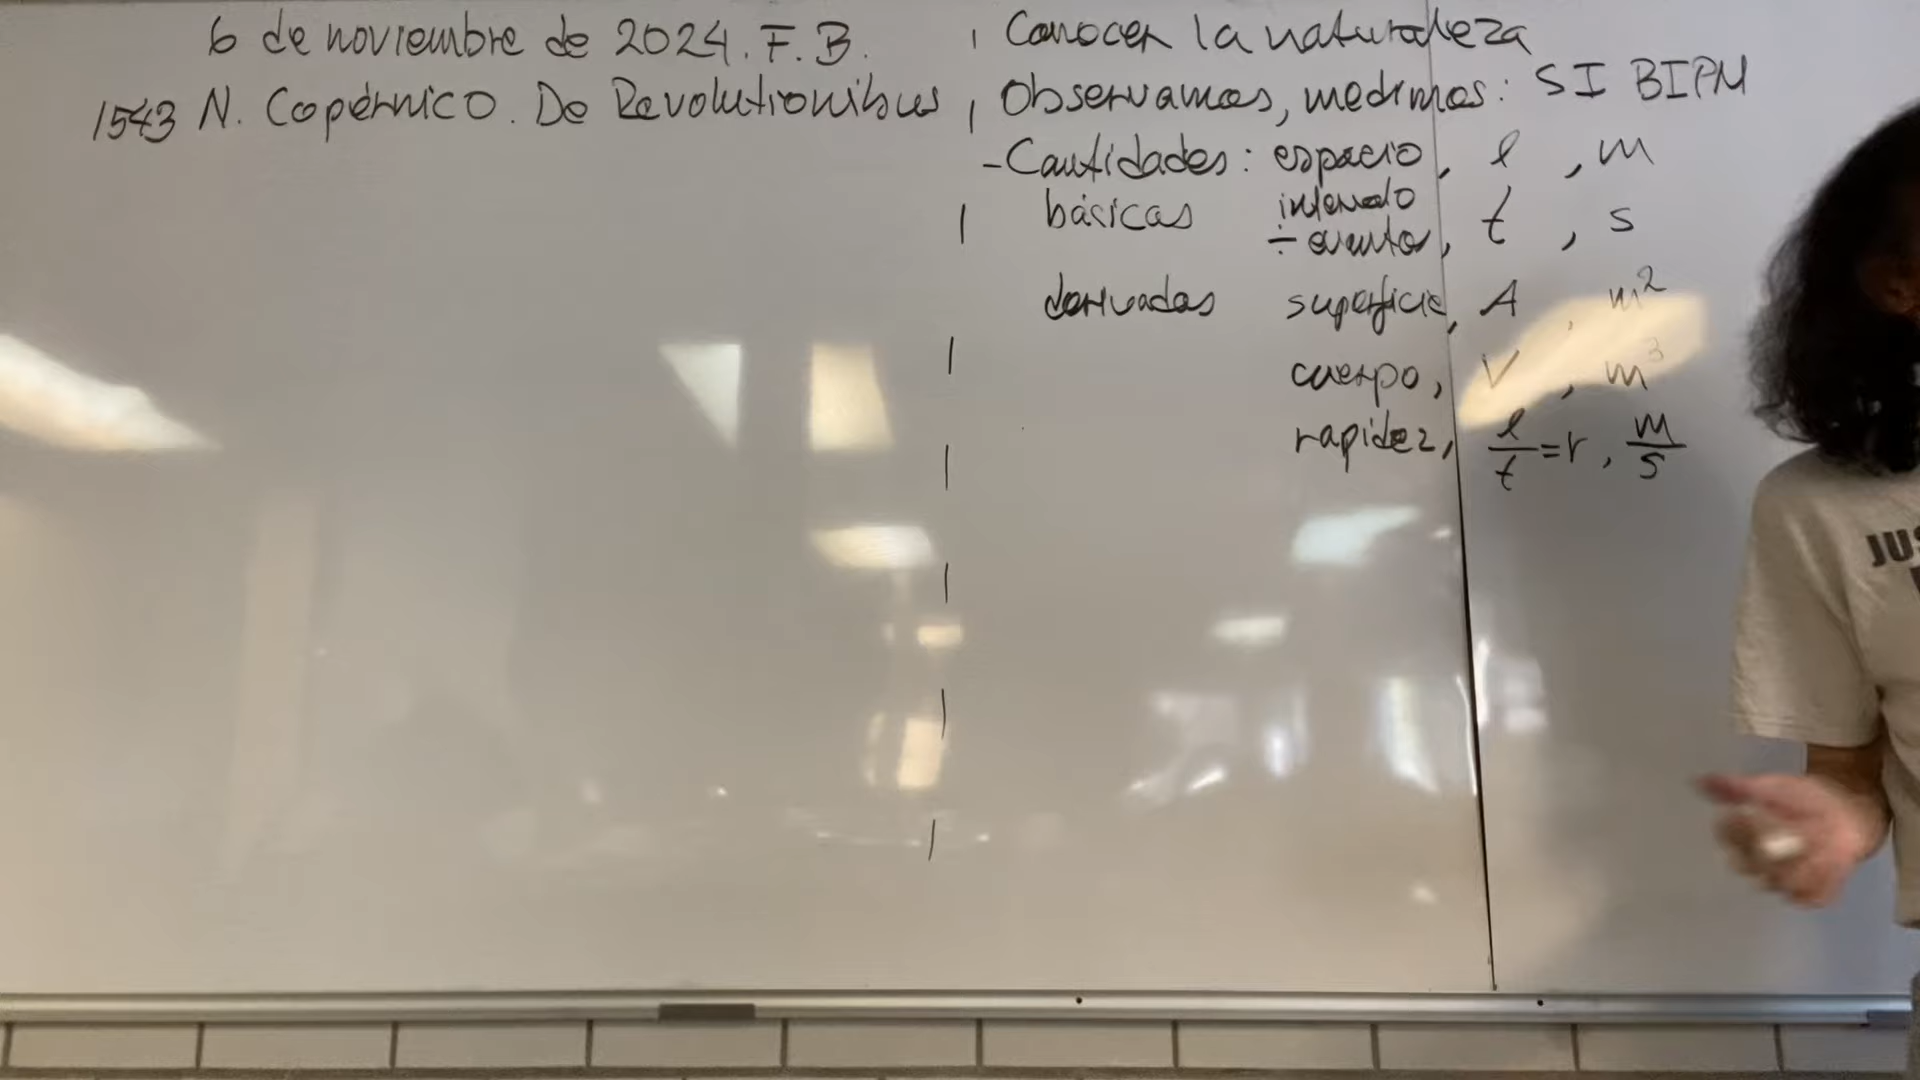 6 de noviembre de 2024. F. B.
1543 N. Copérnico. De Revolutionibus
Conocer la naturaleza
Observamos, medimos: SI BIPM
- Cantidades: espacio, l, m
básicas intervalo
÷ eventos, t, s
derivadas superficie, A, m²
cuerpo, V, m³
rapidez, l/t = r, m/s
JUS